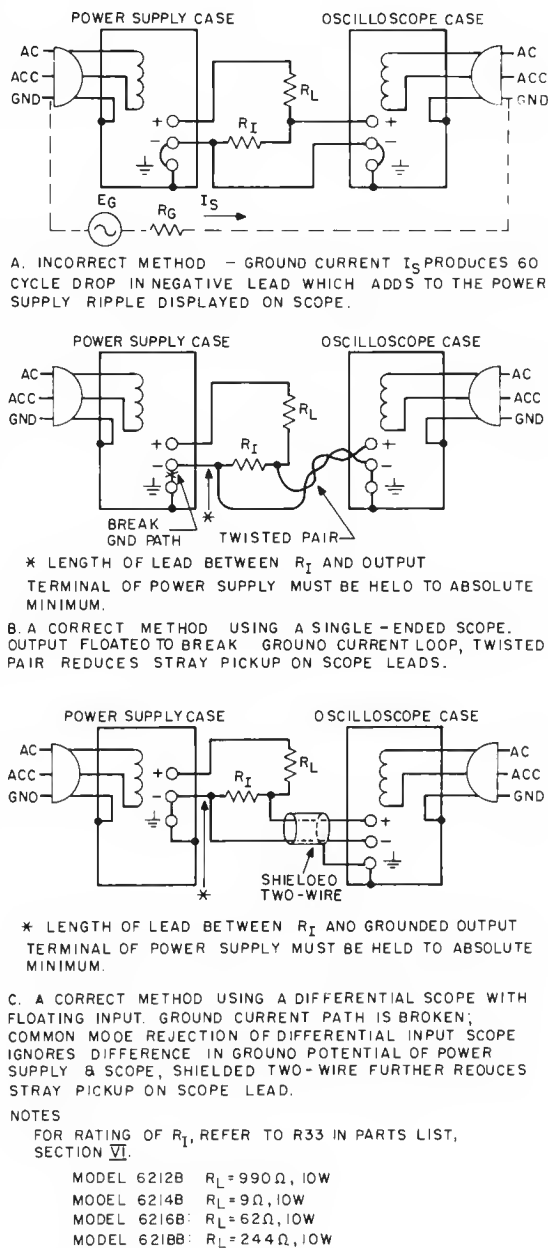 POWER SUPPLY CASE OSCILLOSCOPE CASE
AC
ACC
GND
+
-
RI
RL
+
-
AC
ACC
GND
EG
RG
IS
A. INCORRECT METHOD - GROUND CURRENT IS PRODUCES 60
CYCLE DROP IN NEGATIVE LEAD WHICH ADDS TO THE POWER
SUPPLY RIPPLE DISPLAYED ON SCOPE.
POWER SUPPLY CASE OSCILLOSCOPE CASE
AC
ACC
GND
+
-
RI
RL
+
-
AC
ACC
GND
BREAK
GND PATH
*
TWISTED PAIR
* LENGTH OF LEAD BETWEEN RI AND OUTPUT
TERMINAL OF POWER SUPPLY MUST BE HELO TO ABSOLUTE
MINIMUM.
B. A CORRECT METHOD USING A SINGLE-ENDED SCOPE.
OUTPUT FLOATEO TO BREAK GROUND CURRENT LOOP, TWISTED
PAIR REDUCES STRAY PICKUP ON SCOPE LEADS.
POWER SUPPLY CASE OSCILLOSCOPE CASE
AC
ACC
GNO
+
-
RI
RL
+
-
AC
ACC
GND
SHIELOEO
TWO-WIRE
*
* LENGTH OF LEAD BETWEEN RI ANO GROUNDED OUTPUT
TERMINAL OF POWER SUPPLY MUST BE HELD TO ABSOLUTE
MINIMUM.
C. A CORRECT METHOD USING A DIFFERENTIAL SCOPE WITH
FLOATING INPUT. GROUND CURRENT PATH IS BROKEN;
COMMON MOOE REJECTION OF DIFFERENTIAL INPUT SCOPE
IGNORES DIFFERENCE IN GROUND POTENTIAL OF POWER
SUPPLY & SCOPE, SHIELDED TWO-WIRE FURTHER REDUCES
STRAY PICKUP ON SCOPE LEAD.
NOTES
FOR RATING OF RI, REFER TO R33 IN PARTS LIST,
SECTION VI.
MODEL 6212B RL=990Ω, 10W
MOOEL 6214B RL=9Ω, 10W
MODEL 6216B: RL=62Ω, 10W
MODEL 6218B: RL=244Ω, 10W